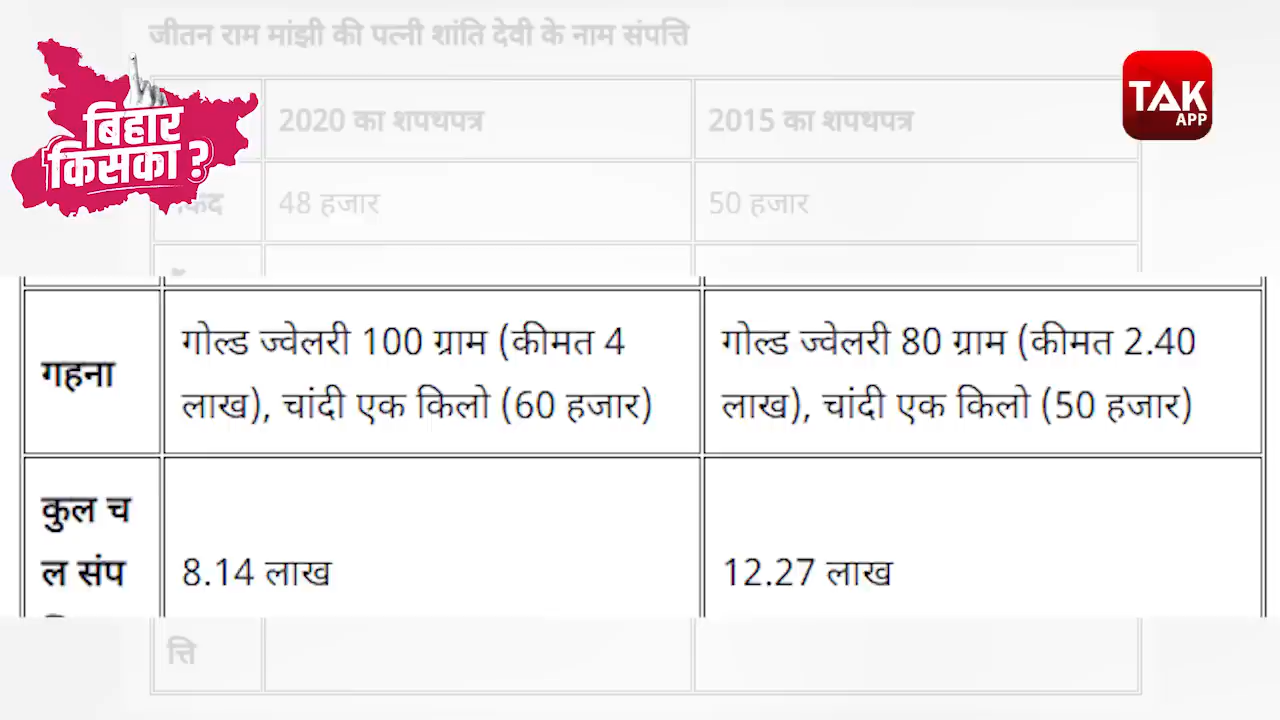 जीतन राम मांझी की पत्नी शांति देवी के नाम संपत्ति
बिहार
किसका ?
TAK
APP
2020 का शपथपत्र
2015 का शपथपत्र
48 हजार
50 हजार
गहना
गोल्ड ज्वेलरी 100 ग्राम (कीमत 4
लाख), चांदी एक किलो (60 हजार)
गोल्ड ज्वेलरी 80 ग्राम (कीमत 2.40
लाख), चांदी एक किलो (50 हजार)
कुल च
ल संप
8.14 लाख
12.27 लाख
त्ति